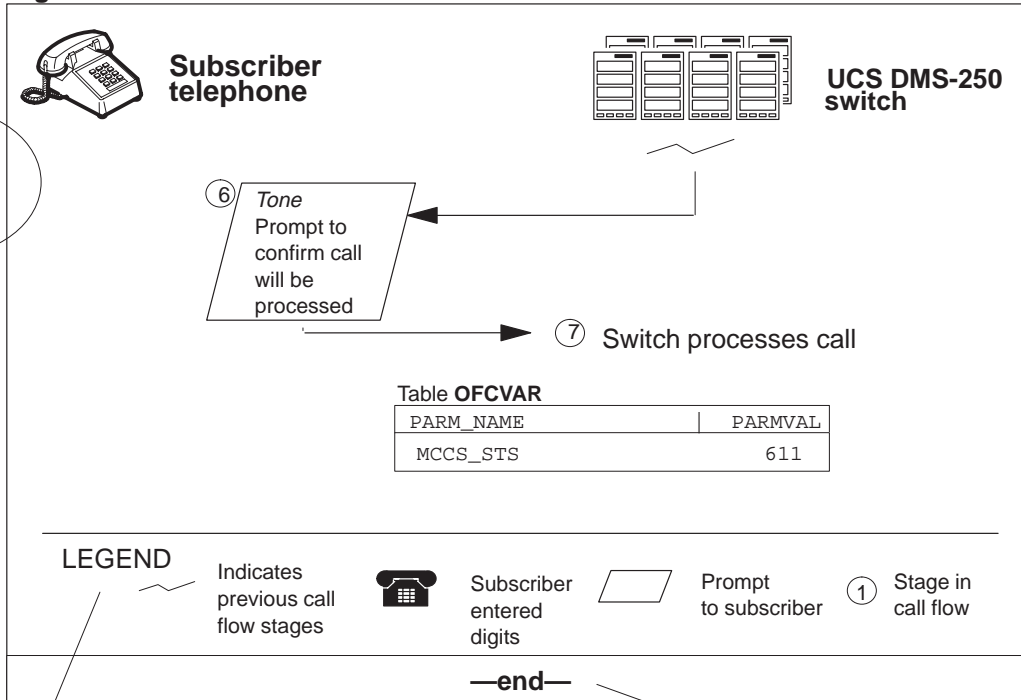 Subscriber
telephone
UCS DMS-250
switch
6
Tone
Prompt to
confirm call
will be
processed
7 Switch processes call
Table OFCVAR
PARM_NAME | PARMVAL
MCCS_STS 611
LEGEND
Indicates
previous call
flow stages
Subscriber
entered
digits
Prompt
to subscriber
1
Stage in
call flow
—end—